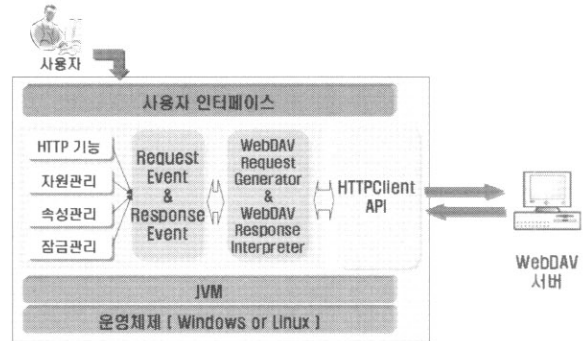 사용자
사용자 인터페이스
HTTP 기능
자원관리
속성관리
잠금관리
Request
Event
&
Response
Event
WebDAV
Request
Generator
&
WebDAV
Response
Interpreter
HTTPClient
API
WebDAV
서버
JVM
운영체제 [ Windows or Linux ]